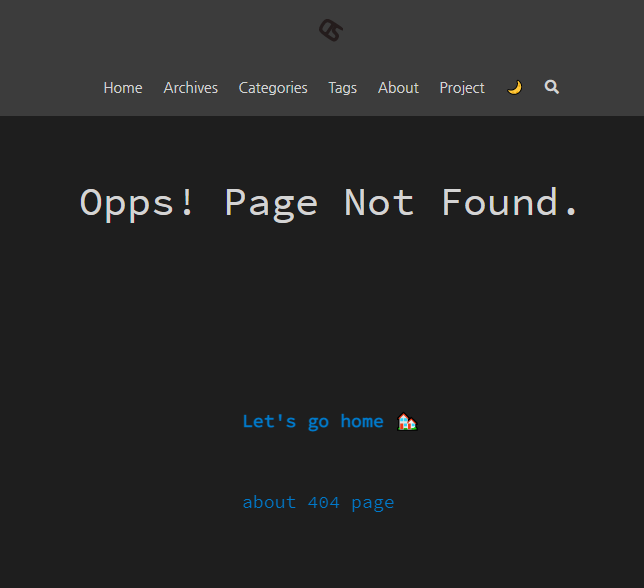 Home Archives Categories Tags About Project
Opps! Page Not Found.
Let's go home
about 404 page